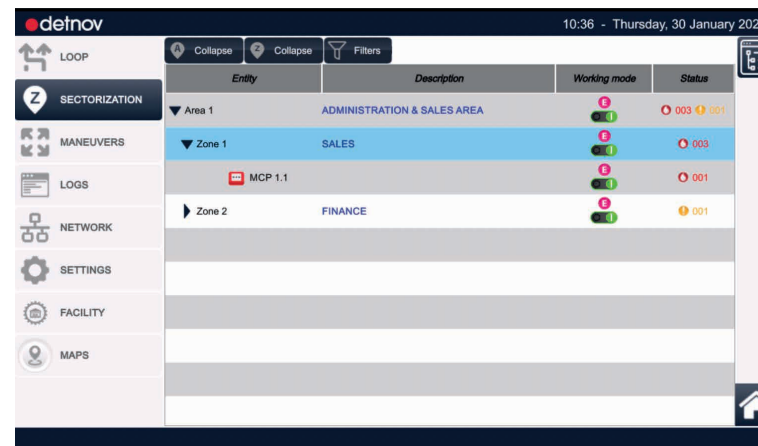 detnov
10:36 - Thursday, 30 January 202
LOOP
A Collapse Z Collapse Filters
Entity Description Working mode Status
Z SECTORIZATION
Area 1 ADMINISTRATION & SALES AREA E I 003 001
MANEUVERS
Zone 1 SALES E I 003
LOGS
MCP 1.1 E I 001
NETWORK
Zone 2 FINANCE E I 001
SETTINGS
FACILITY
MAPS